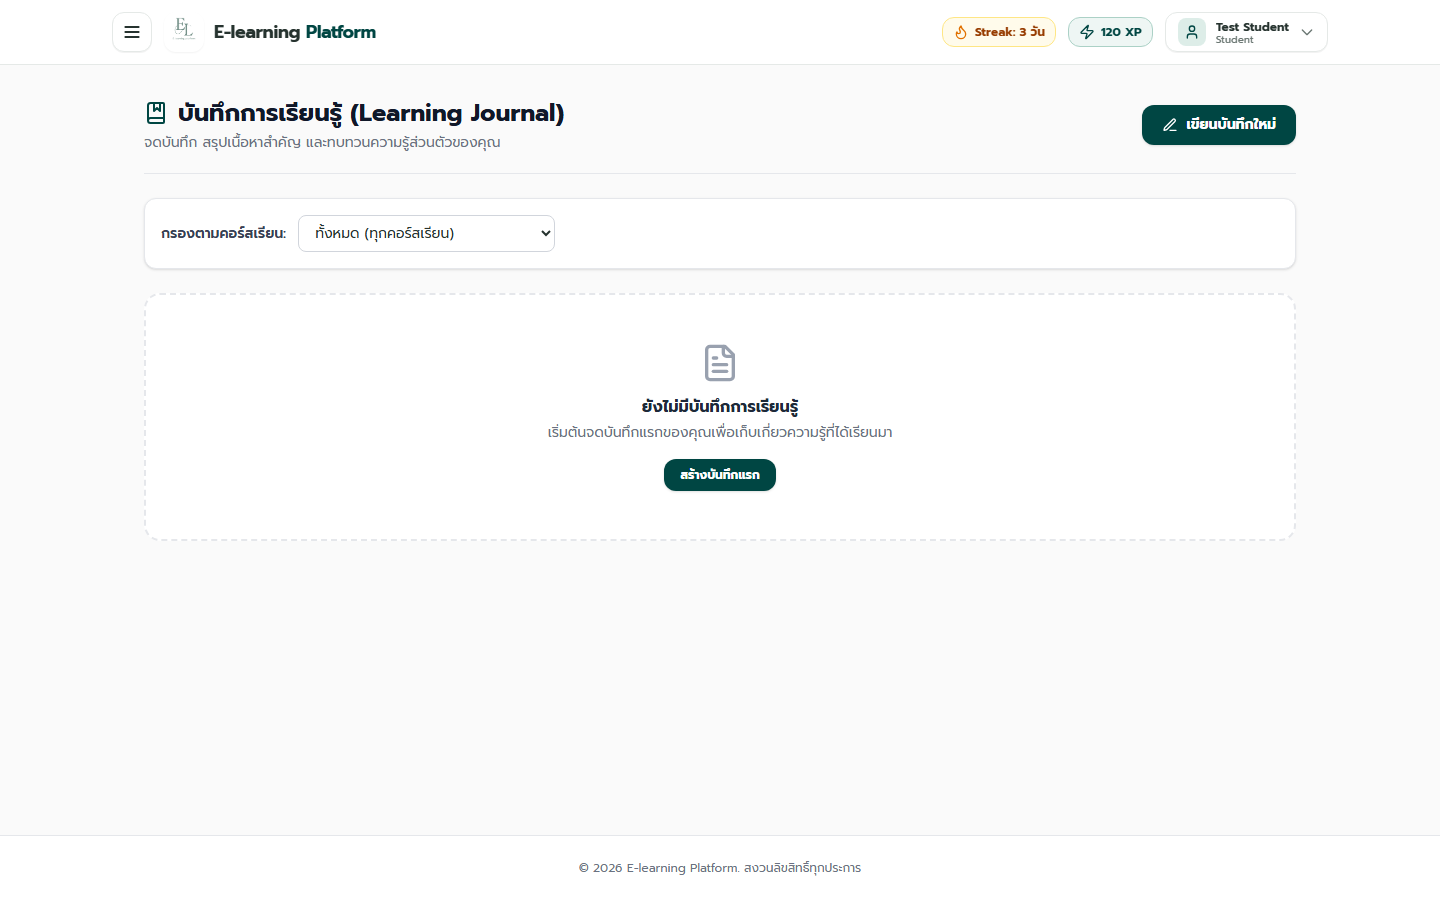 EL
E-learning Platform
Streak: 3 วัน
120 XP
Test Student
Student
บันทึกการเรียนรู้ (Learning Journal)
จดบันทึก สรุปเนื้อหาสำคัญ และทบทวนความรู้ส่วนตัวของคุณ
เขียนบันทึกใหม่
กรองตามคอร์สเรียน:
ทั้งหมด (ทุกคอร์สเรียน)
ยังไม่มีบันทึกการเรียนรู้
เริ่มต้นจดบันทึกแรกของคุณเพื่อเก็บเกี่ยวความรู้ที่ได้เรียนมา
สร้างบันทึกแรก
© 2026 E-learning Platform. สงวนลิขสิทธิ์ทุกประการ